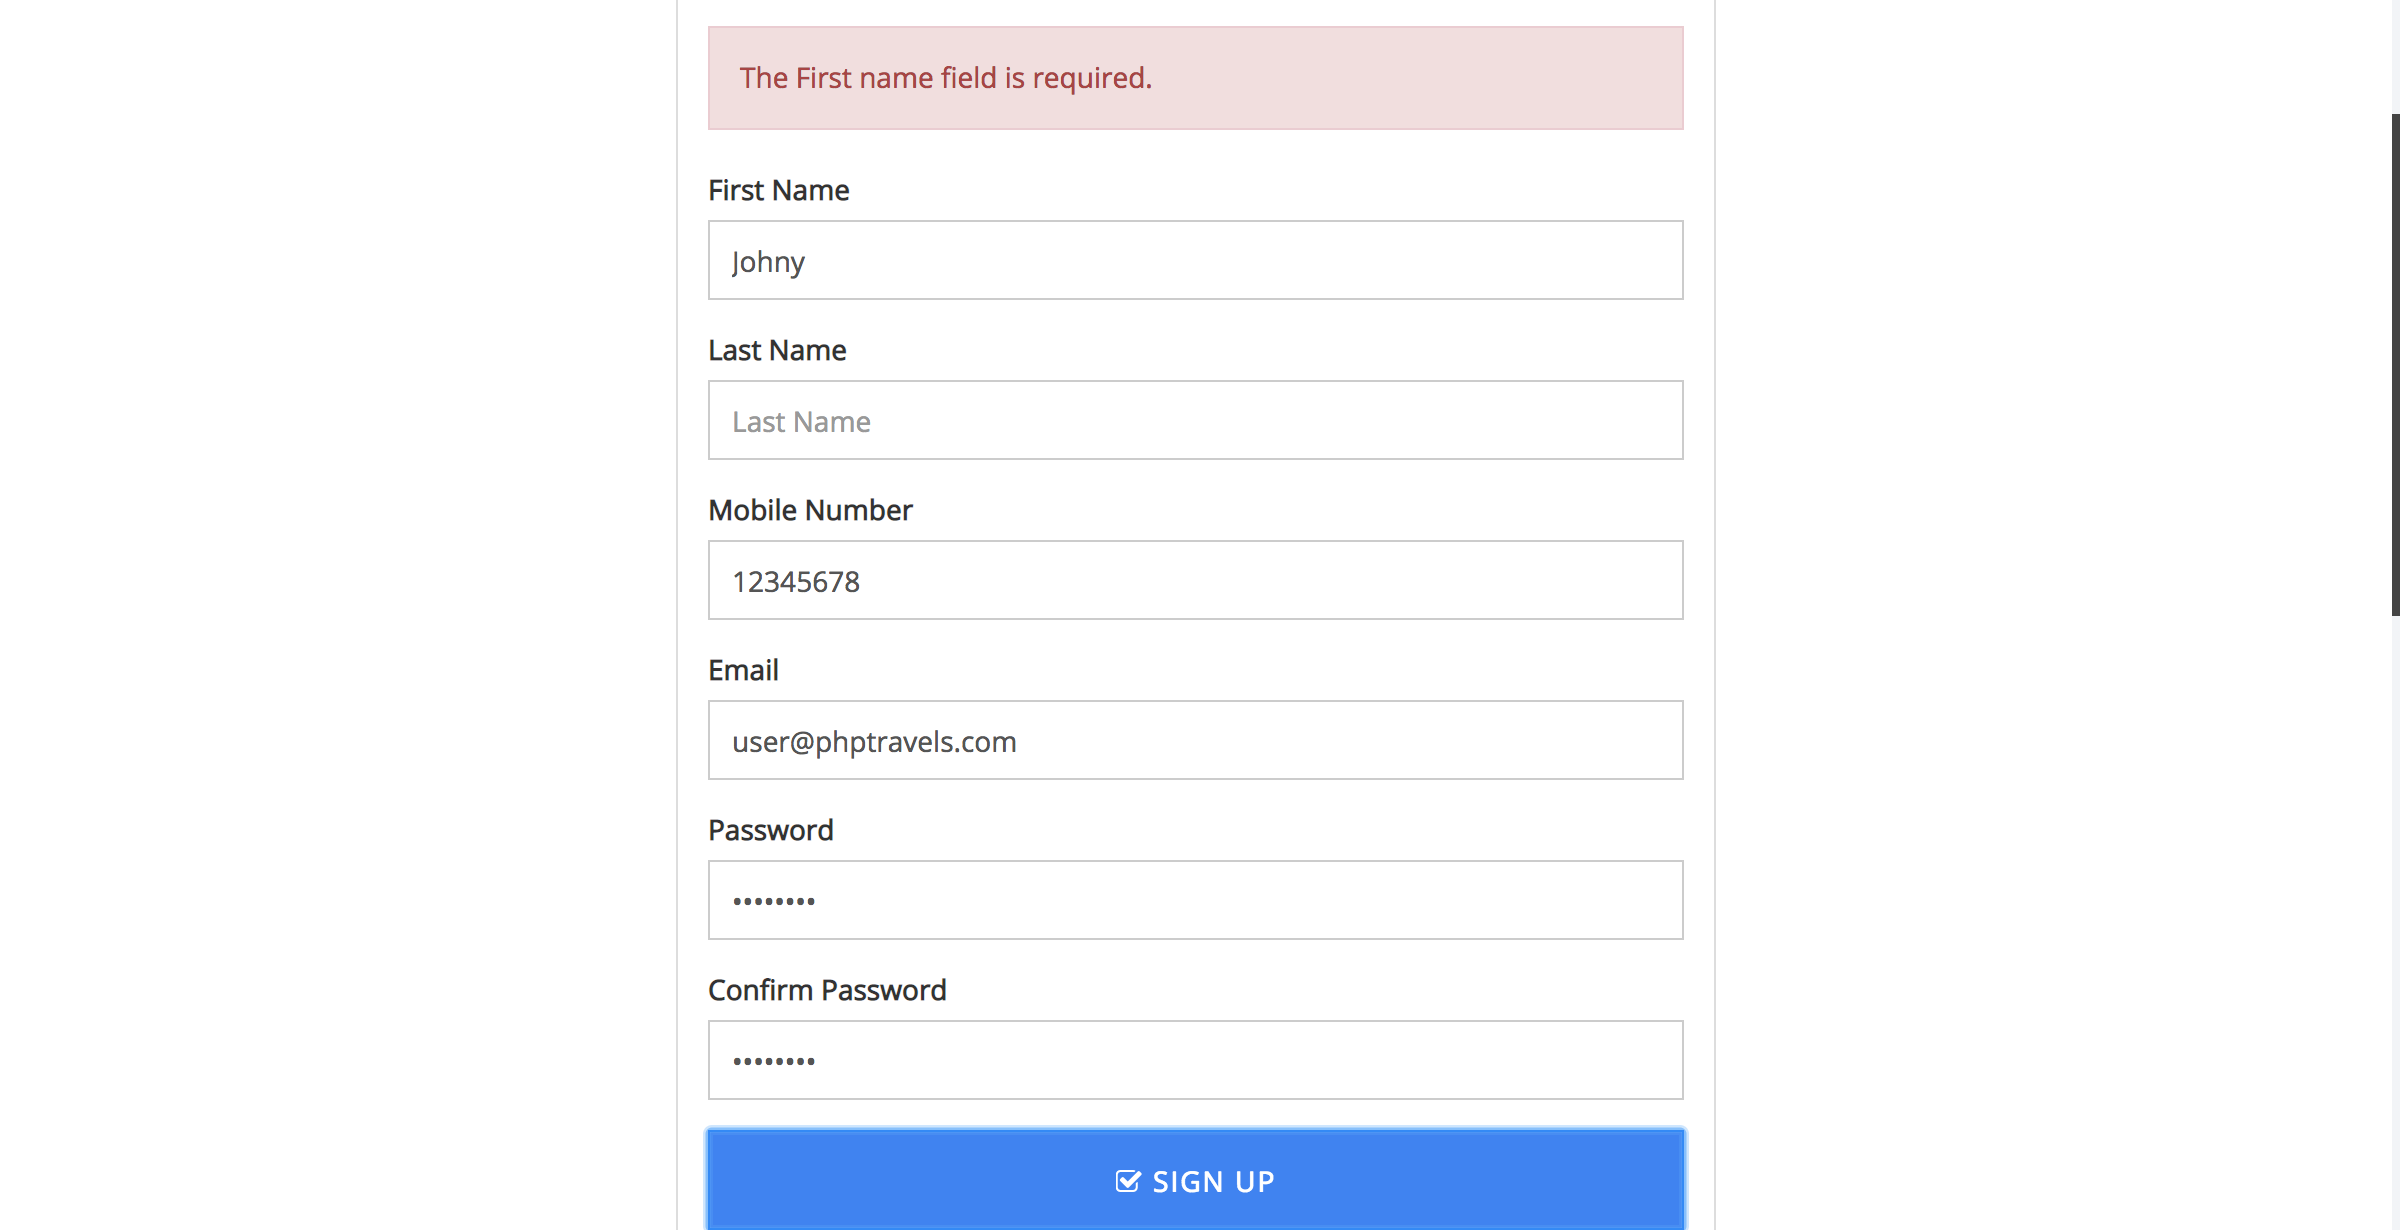 The First name field is required.
First Name
Johny
Last Name
Last Name
Mobile Number
12345678
Email
user@phptravels.com
Password
••••••••
Confirm Password
••••••••
SIGN UP